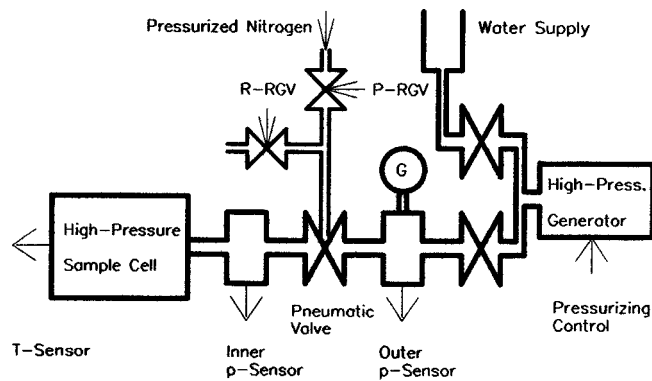 Pressurized Nitrogen
Water Supply
R-RGV
P-RGV
G
High-Press.
Generator
High-Pressure
Sample Cell
Pneumatic
Valve
Pressurizing
Control
T-Sensor
Inner
p-Sensor
Outer
p-Sensor